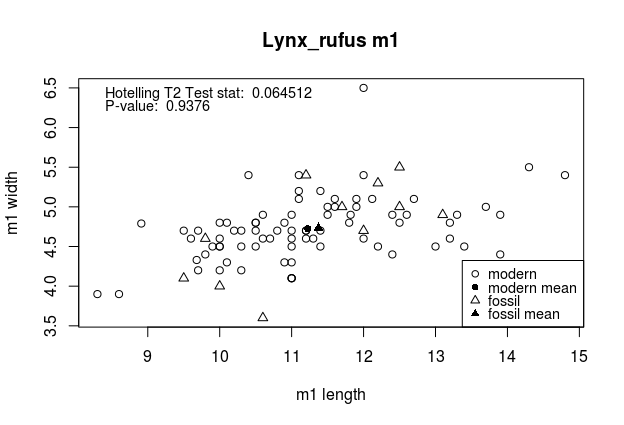 Lynx_rufus m1
Hotelling T2 Test stat: 0.064512
P-value: 0.9376
6.5
6.0
5.5
5.0
4.5
4.0
3.5
m1 width
modern
modern mean
fossil
fossil mean
9 10 11 12 13 14 15
m1 length